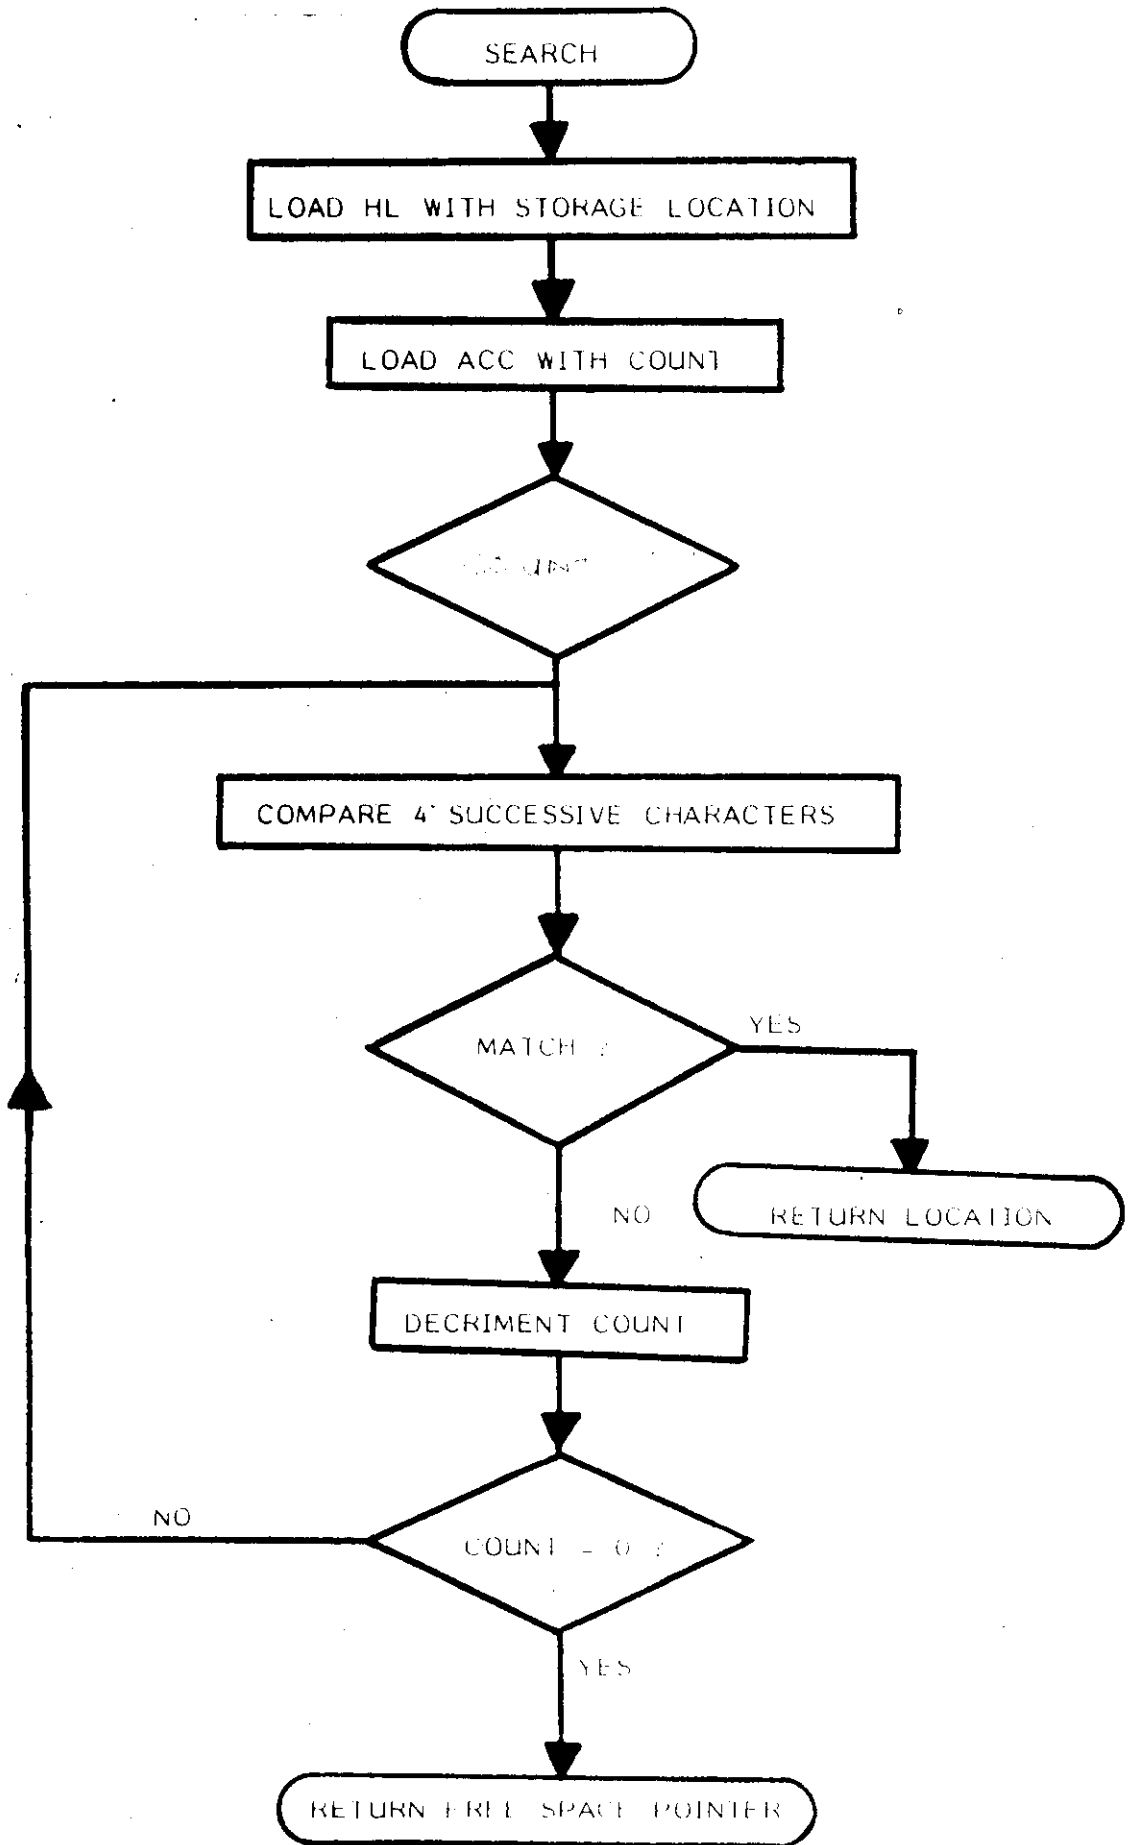 SEARCH
LOAD HL WITH STORAGE LOCATION
LOAD ACC WITH COUNT
COMPARE 4 SUCCESSIVE CHARACTERS
MATCH ?
YES
NO
RETURN LOCATION
DECRIMENT COUNT
NO
COUNT = 0 ?
YES
RETURN FREE SPACE POINTER